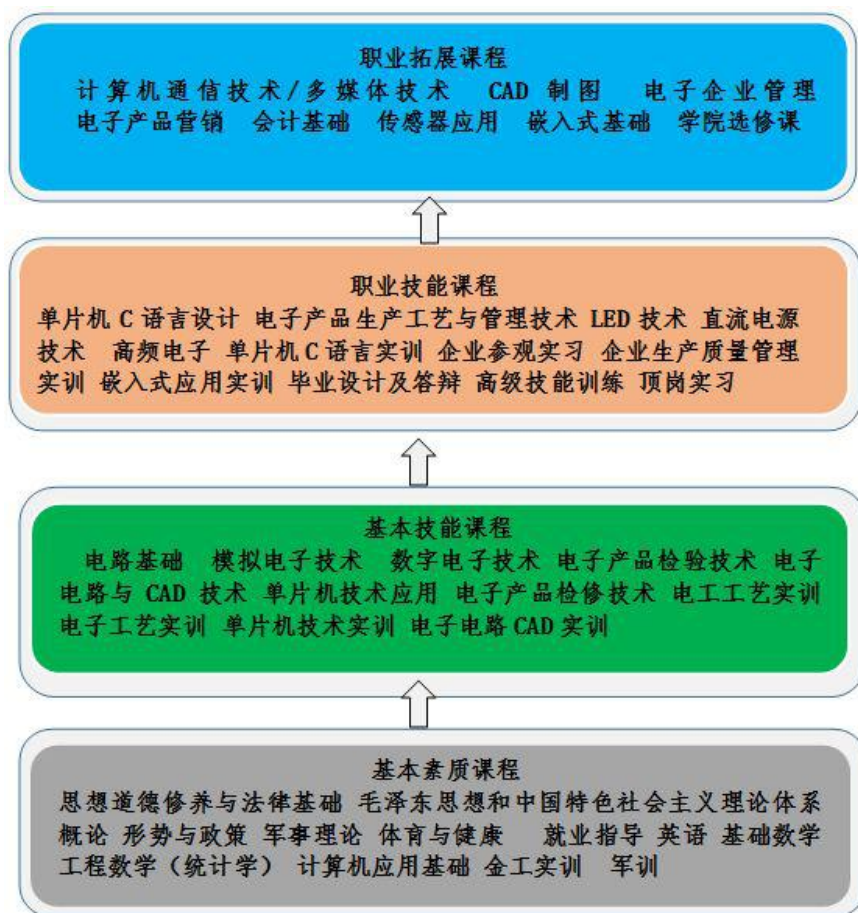 职业拓展课程
计算机通信技术/多媒体技术 CAD 制图 电子企业管理
电子产品营销 会计基础 传感器应用 嵌入式基础 学院选修课
职业技能课程
单片机 C 语言设计 电子产品生产工艺与管理技术 LED 技术 直流电源
技术 高频电子 单片机 C 语言实训 企业参观实习 企业生产质量管理
实训 嵌入式应用实训 毕业设计及答辩 高级技能训练 顶岗实习
基本技能课程
电路基础 模拟电子技术 数字电子技术 电子产品检验技术 电子
电路与 CAD 技术 单片机技术应用 电子产品检修技术 电工工艺实训
电子工艺实训 单片机技术实训 电子电路 CAD 实训
基本素质课程
思想道德修养与法律基础 毛泽东思想和中国特色社会主义理论体系
概论 形势与政策 军事理论 体育与健康 就业指导 英语 基础数学
工程数学（统计学） 计算机应用基础 金工实训 军训